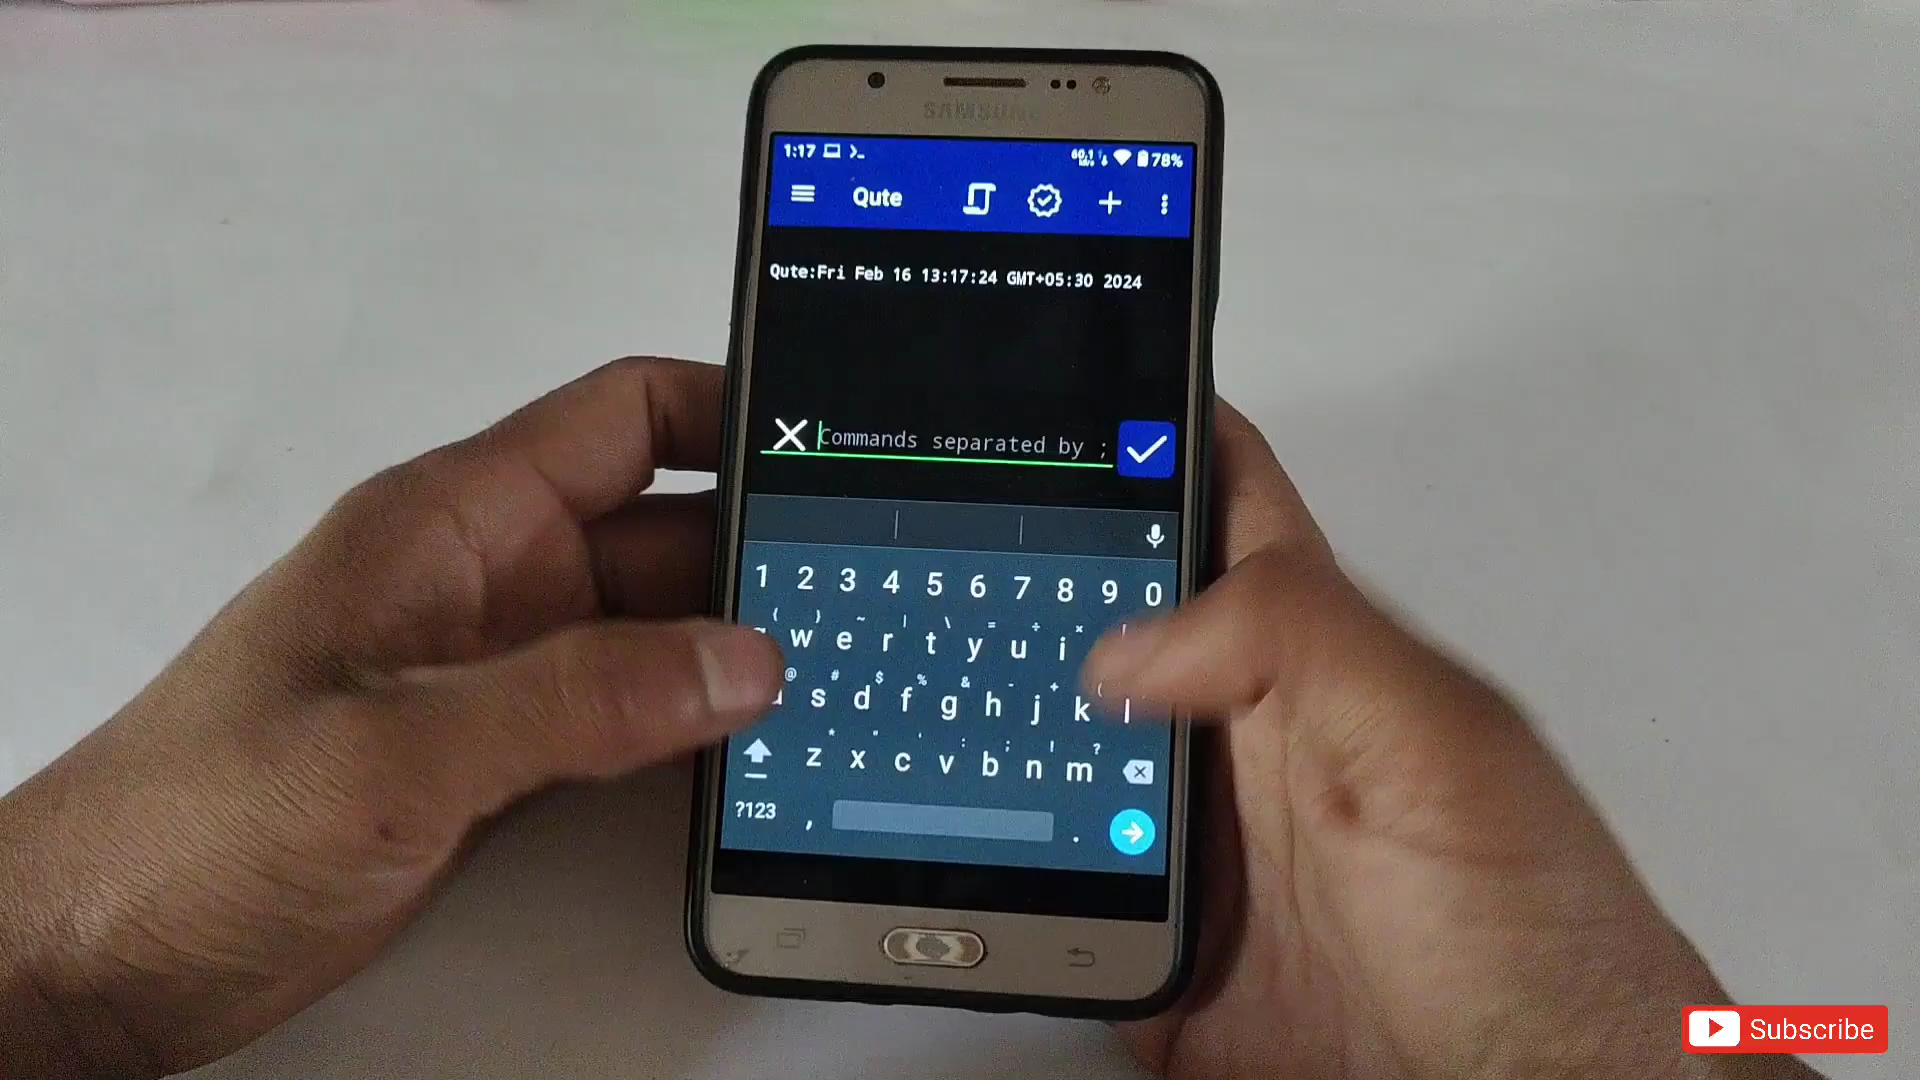 SAMSUNG
1:17
78%
Qute
Qute:Fri Feb 16 13:17:24 GMT+05:30 2024
Commands separated by ;
1 2 3 4 5 6 7 8 9 0
{ } ~ | \ = ÷ ×
w e r t y u i
@ # $ % & - + (
s d f g h j k l
* " ' : ; ! ?
z x c v b n m
?123 , .
Subscribe